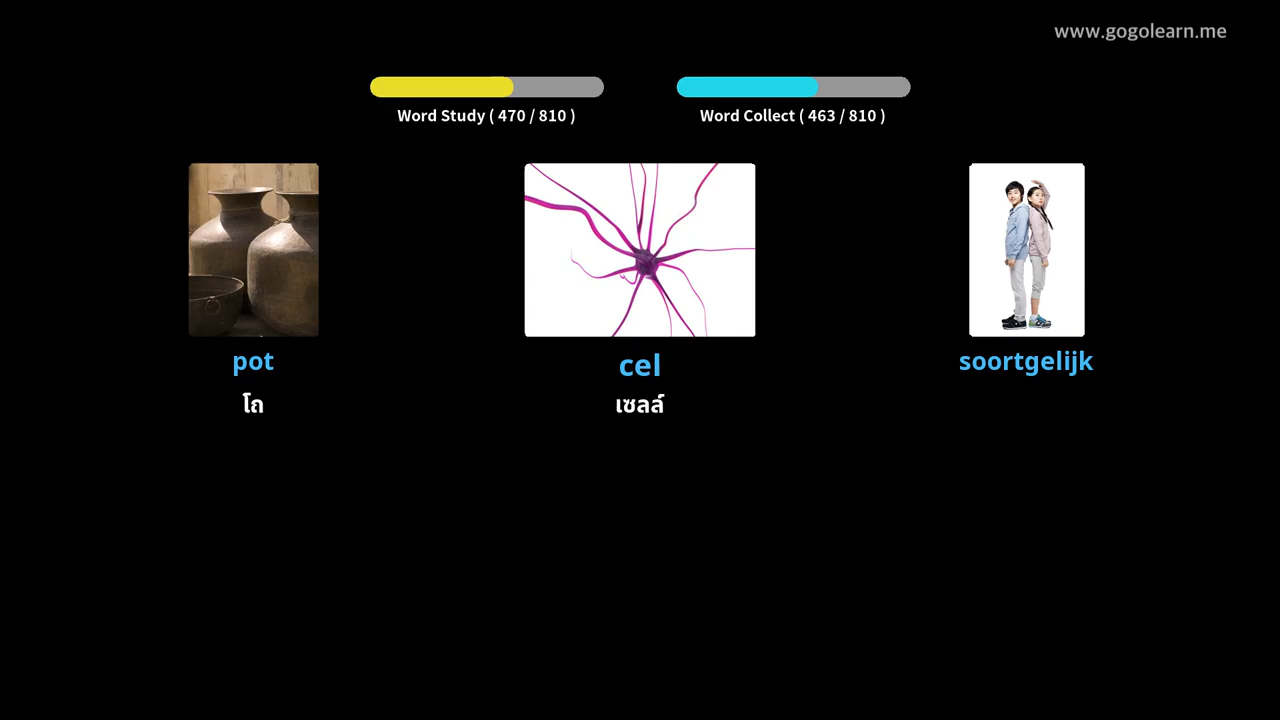 www.gogolearn.me
Word Study ( 470 / 810 )
Word Collect ( 463 / 810 )
pot
cel
soortgelijk
โถ
เซลล์